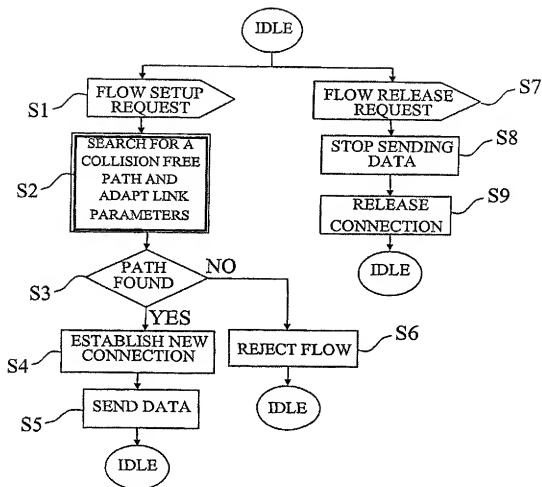 IDLE
S1
FLOW SETUP
REQUEST
S7
FLOW RELEASE
REQUEST
S2
SEARCH FOR A
COLLISION FREE
PATH AND
ADAPT LINK
PARAMETERS
S8
STOP SENDING
DATA
S9
RELEASE
CONNECTION
IDLE
S3
PATH
FOUND
NO
YES
S4
ESTABLISH NEW
CONNECTION
S6
REJECT FLOW
S5
SEND DATA
IDLE
IDLE